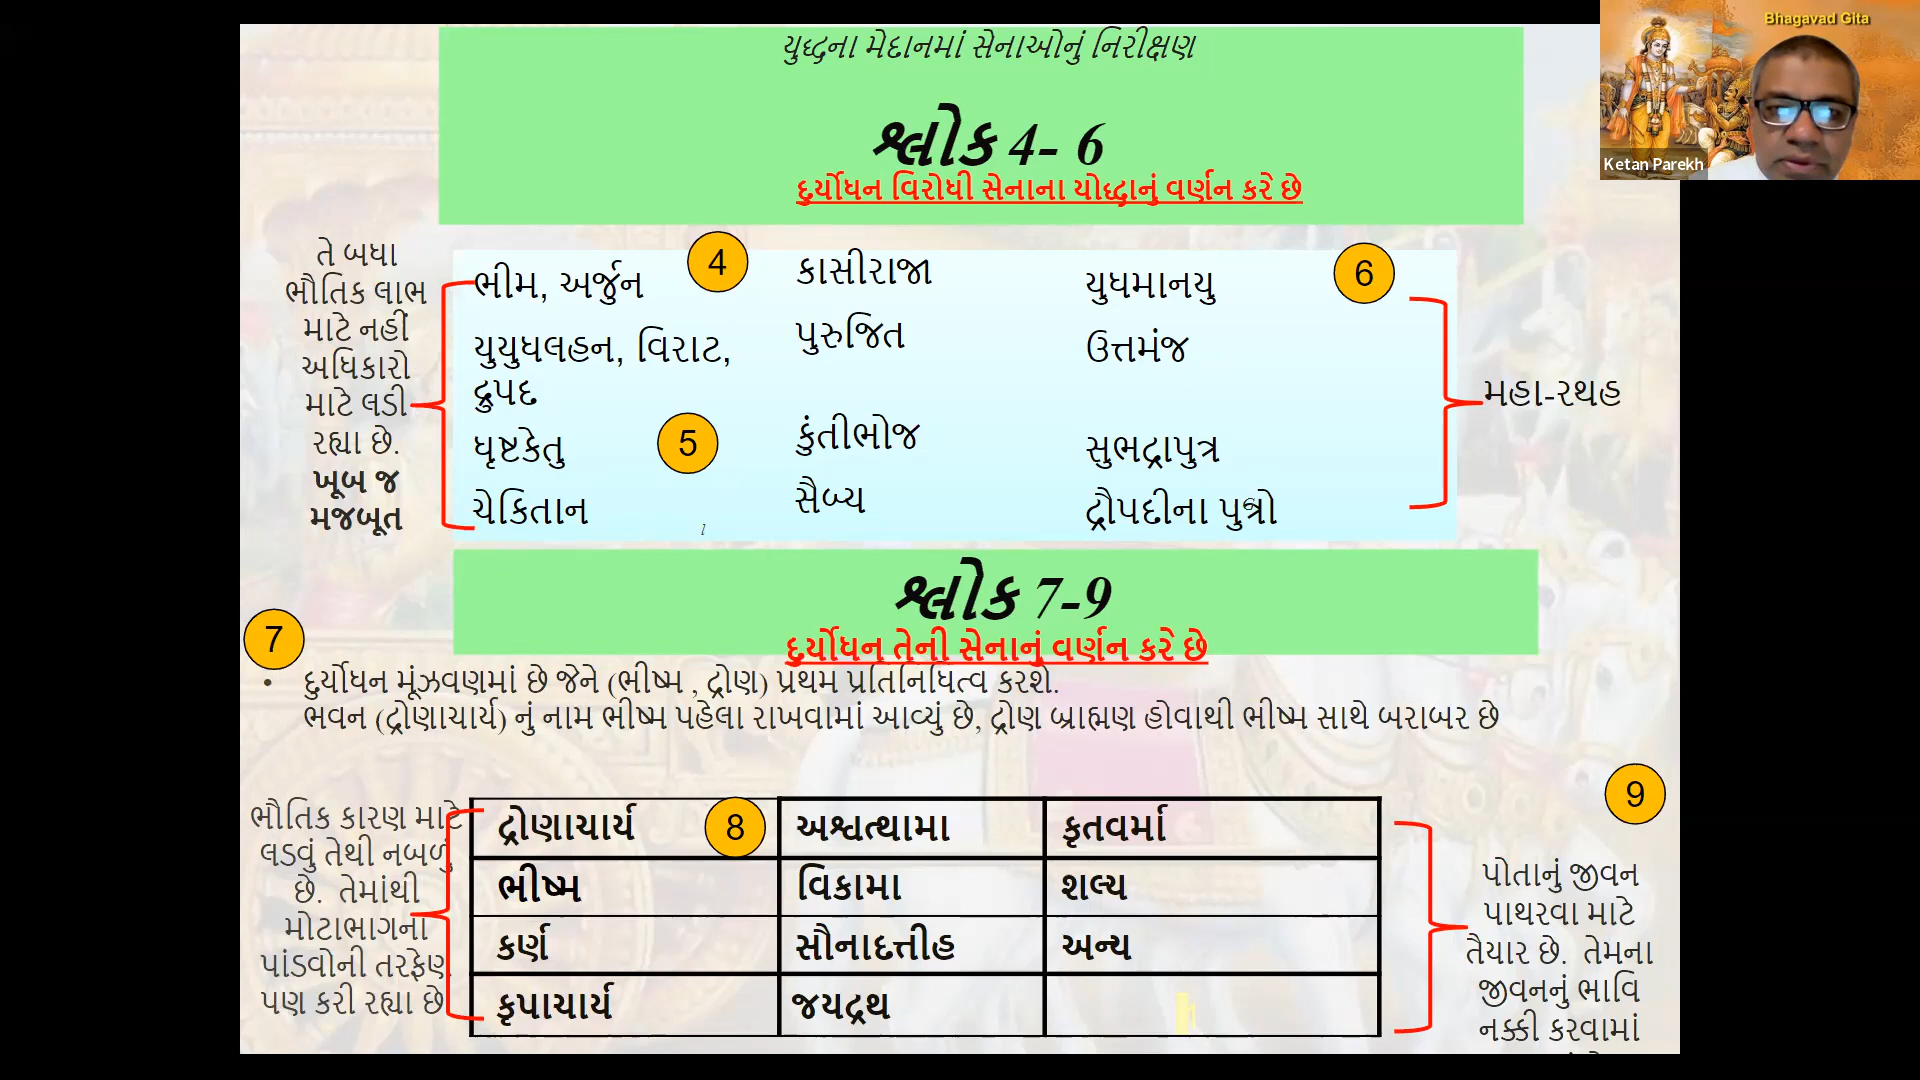 Bhagavad Gita
Ketan Parekh
યુદ્ધના મેદાનમાં સેનાઓનું નિરીક્ષણ
શ્લોક 4- 6
દુર્યોધન વિરોધી સેનાના યોદ્ધાનું વર્ણન કરે છે
તે બધા
ભૌતિક લાભ
માટે નહીં
અધિકારો
માટે લડી
રહ્યા છે.
ખૂબ જ
મજબૂત
4
ભીમ, અર્જુન
યુયુધલહન, વિરાટ,
દ્રુપદ
5
ધૃષ્ટકેતુ
ચેકિતાન
l
કાસીરાજા
પુરુજિત
કુંતીભોજ
સૈબ્ય
6
યુધમાનયુ
ઉત્તમંજ
સુભદ્રાપુત્ર
દ્રૌપદીના પુત્રો
મહા-રથહ
શ્લોક 7-9
દુર્યોધન તેની સેનાનું વર્ણન કરે છે
7
• દુર્યોધન મૂંઝવણમાં છે જેને (ભીષ્મ , દ્રોણ) પ્રથમ પ્રતિનિધિત્વ કરશે.
ભવન (દ્રોણાચાર્ય) નું નામ ભીષ્મ પહેલા રાખવામાં આવ્યું છે, દ્રોણ બ્રાહ્મણ હોવાથી ભીષ્મ સાથે બરાબર છે
ભૌતિક કારણ માટે
લડવું તેથી નબળું
છે. તેમાંથી
મોટાભાગના
પાંડવોની તરફેણ
પણ કરી રહ્યા છે
8
દ્રોણાચાર્ય અશ્વત્થામા કૃતવર્મા
ભીષ્મ વિકામા શલ્ય
કર્ણ સૌનાદત્તીહ અન્ય
કૃપાચાર્ય જયદ્રથ
9
પોતાનું જીવન
પાથરવા માટે
તૈયાર છે. તેમના
જીવનનું ભાવિ
નક્કી કરવામાં